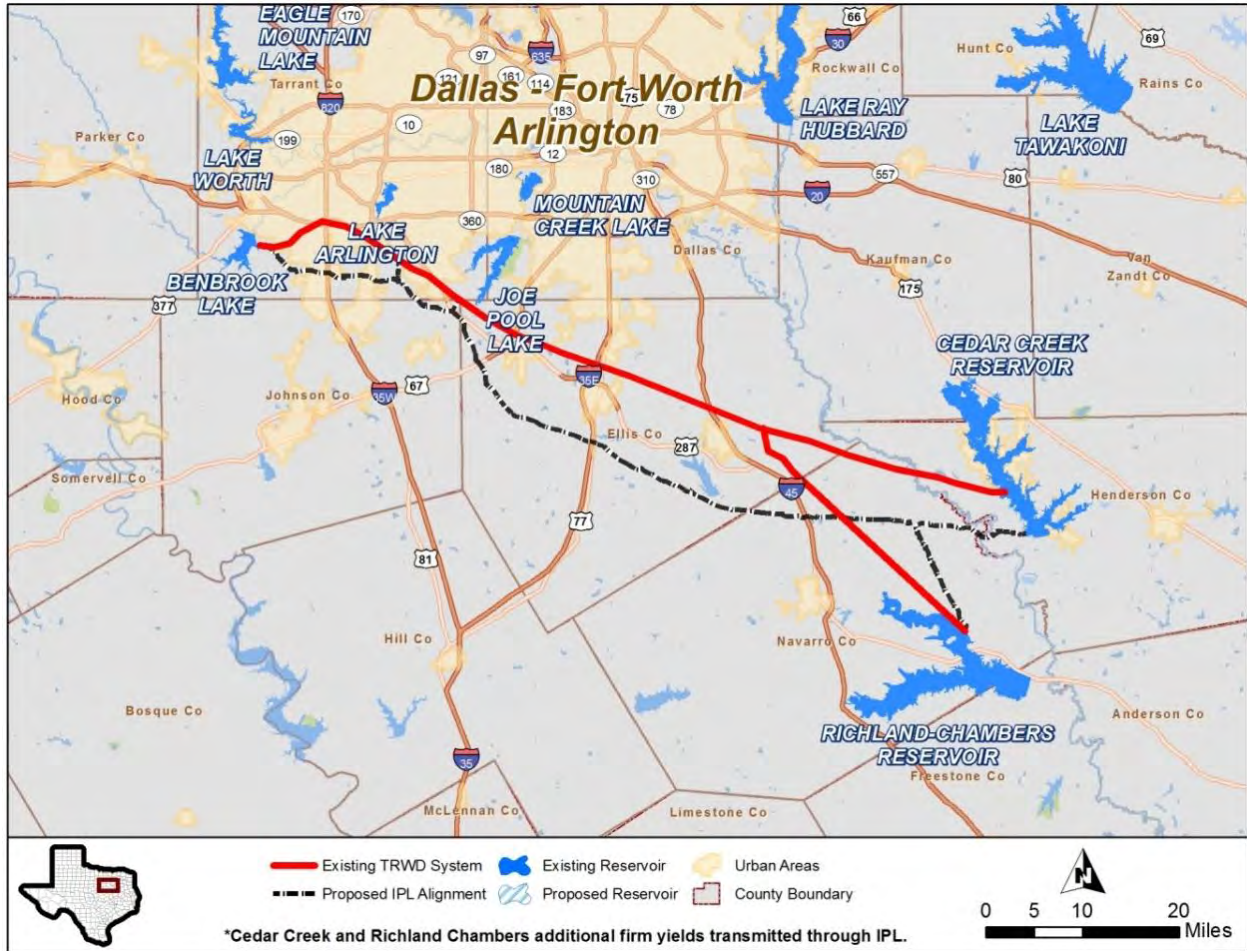 EAGLE
MOUNTAIN
LAKE
170
97
635
66
30
69
Hunt Co
Rockwall Co
Rains Co
Tarrant Co
820
121
161
114
183
75
78
Dallas - Fort Worth
Arlington
LAKE RAY
HUBBARD
LAKE
TAWAKONI
Parker Co
199
10
12
LAKE
WORTH
180
310
557
80
20
360
MOUNTAIN
CREEK LAKE
LAKE
ARLINGTON
Dallas Co
Kaufman Co
Van
Zandt Co
BENBROOK
LAKE
377
175
JOE
POOL
LAKE
CEDAR CREEK
RESERVOIR
Hood Co
Johnson Co
35W
67
35E
Ellis Co
287
Somervell Co
45
Henderson Co
77
81
Hill Co
Navarro Co
Bosque Co
Anderson Co
RICHLAND-CHAMBERS
RESERVOIR
35
Freestone Co
McLennan Co
Limestone Co
Existing TRWD System
Existing Reservoir
Urban Areas
Proposed IPL Alignment
Proposed Reservoir
County Boundary
N
0 5 10 20
Miles
*Cedar Creek and Richland Chambers additional firm yields transmitted through IPL.